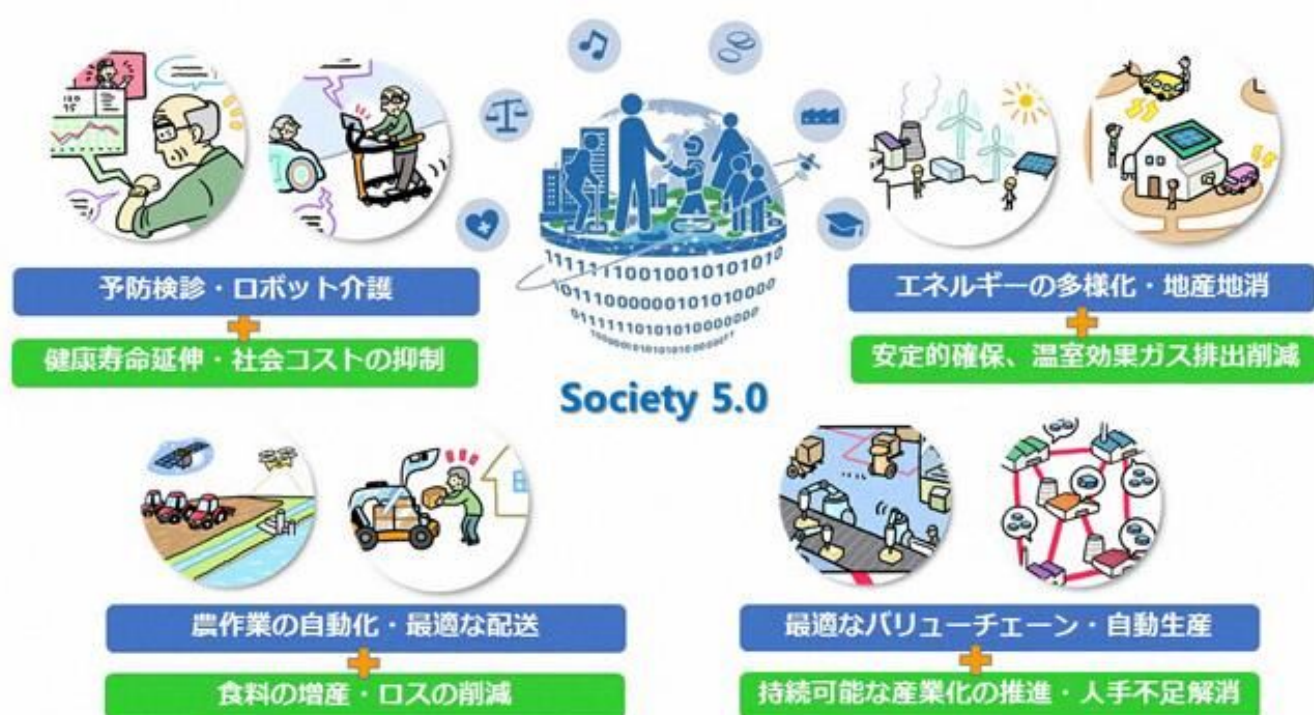 予防検診・ロボット介護
健康寿命延伸・社会コストの抑制
エネルギーの多様化・地産地消
安定的確保、温室効果ガス排出削減
11111110010010101010
Society 5.0
農作業の自動化・最適な配送
食料の増産・ロスの削減
最適なバリューチェーン・自動生産
持続可能な産業化の推進・人手不足解消